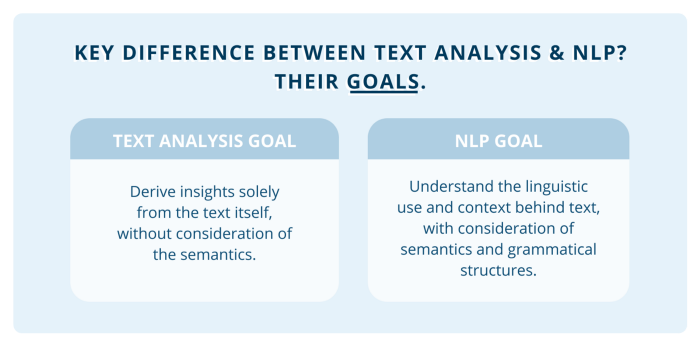 KEY DIFFERENCE BETWEEN TEXT ANALYSIS & NLP?
THEIR GOALS.
TEXT ANALYSIS GOAL
Derive insights solely
from the text itself,
without consideration of
the semantics.
NLP GOAL
Understand the linguistic
use and context behind text,
with consideration of
semantics and grammatical
structures.